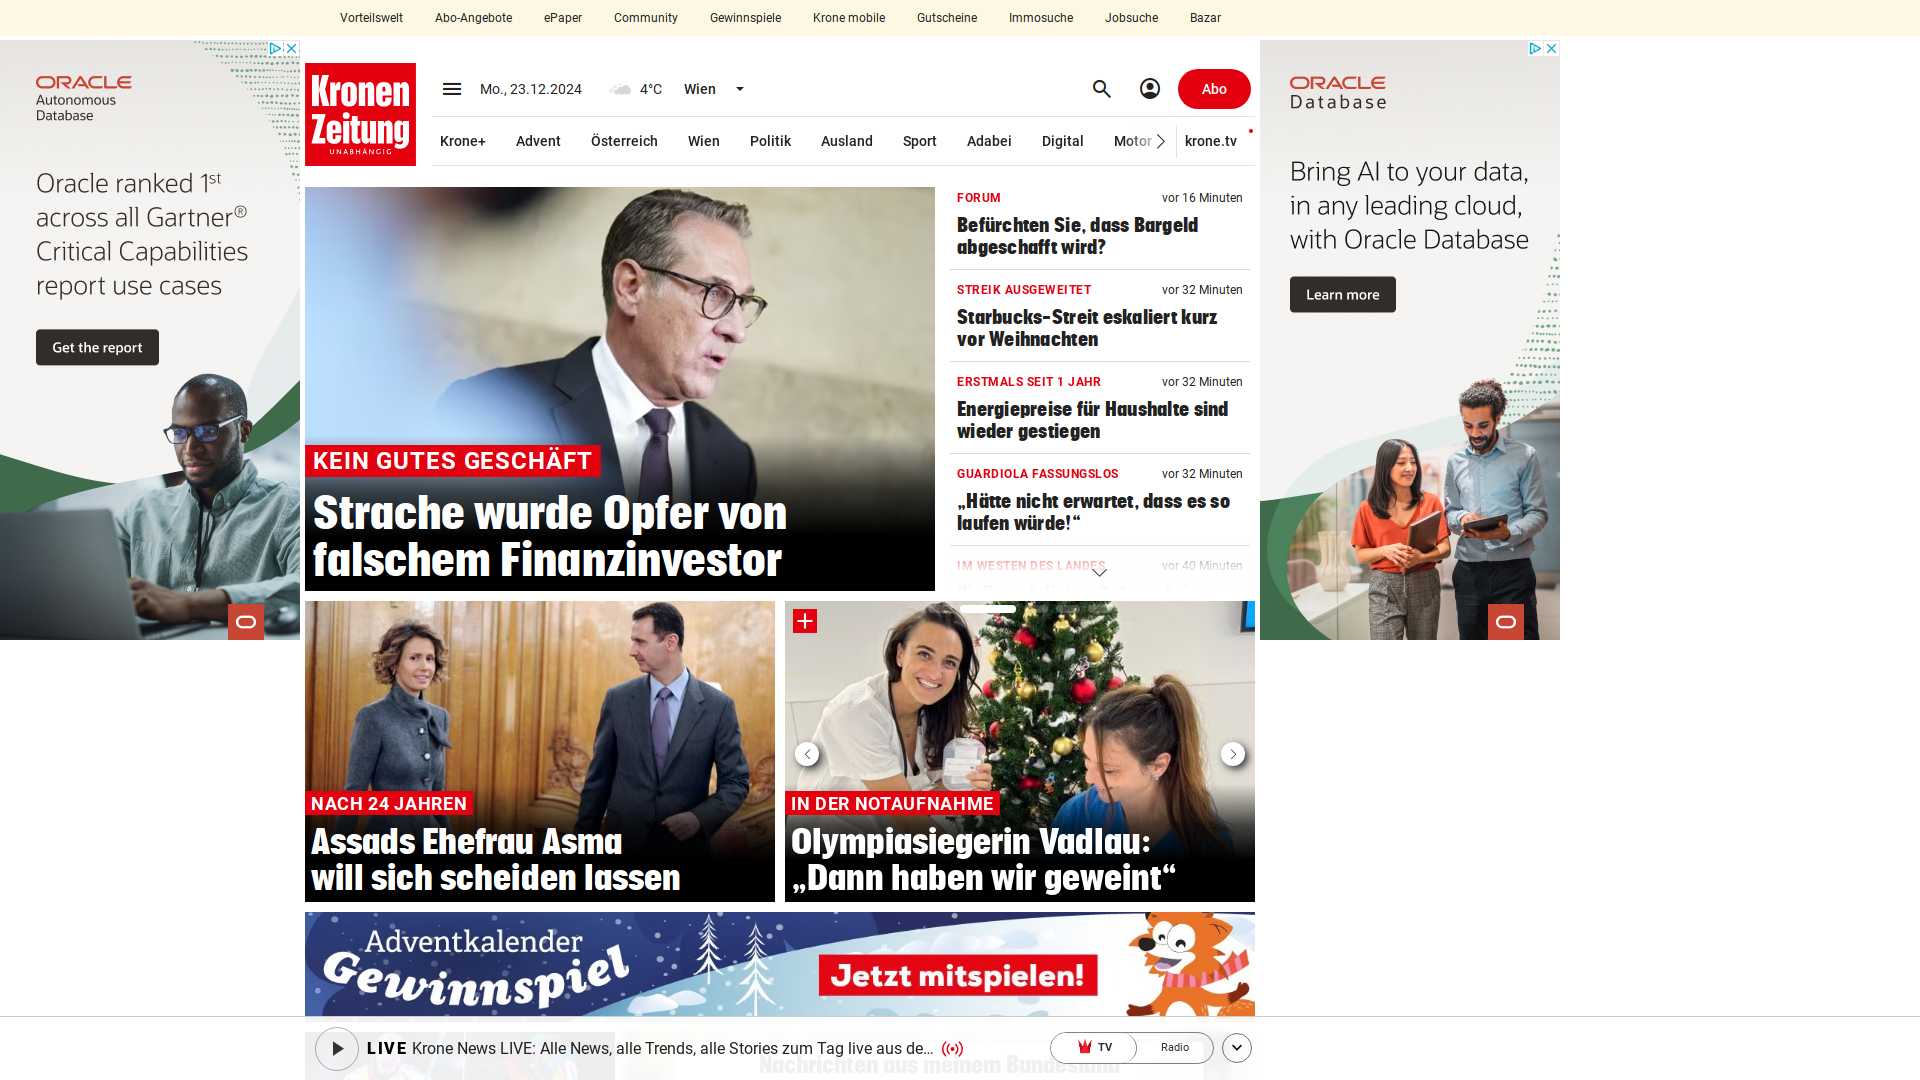 Vorteilswelt
Abo-Angebote
ePaper
Community
Gewinnspiele
Krone mobile
Gutscheine
Immosuche
Jobsuche
Bazar
ORACLE
Autonomous
Database
Oracle ranked 1st
across all Gartner®
Critical Capabilities
report use cases
Get the report
Kronen
Zeitung
UNABHÄNGIG
Mo., 23.12.2024
4°C
Wien
Abo
Krone+
Advent
Österreich
Wien
Politik
Ausland
Sport
Adabei
Digital
Motor
krone.tv
KEIN GUTES GESCHÄFT
Strache wurde Opfer von
falschem Finanzinvestor
FORUM
vor 16 Minuten
Befürchten Sie, dass Bargeld
abgeschafft wird?
STREIK AUSGEWEITET
vor 32 Minuten
Starbucks-Streit eskaliert kurz
vor Weihnachten
ERSTMALS SEIT 1 JAHR
vor 32 Minuten
Energiepreise für Haushalte sind
wieder gestiegen
GUARDIOLA FASSUNGSLOS
vor 32 Minuten
„Hätte nicht erwartet, dass es so
laufen würde!“
IM WESTEN DES LANDES
vor 40 Minuten
ORACLE
Database
Bring AI to your data,
in any leading cloud,
with Oracle Database
Learn more
NACH 24 JAHREN
Assads Ehefrau Asma
will sich scheiden lassen
IN DER NOTAUFNAHME
Olympiasiegerin Vadlau:
„Dann haben wir geweint“
Adventkalender
Gewinnspiel
Jetzt mitspielen!
LIVE Krone News LIVE: Alle News, alle Trends, alle Stories zum Tag live aus de...
TV
Radio
Nachrichten aus meinem Bundesland